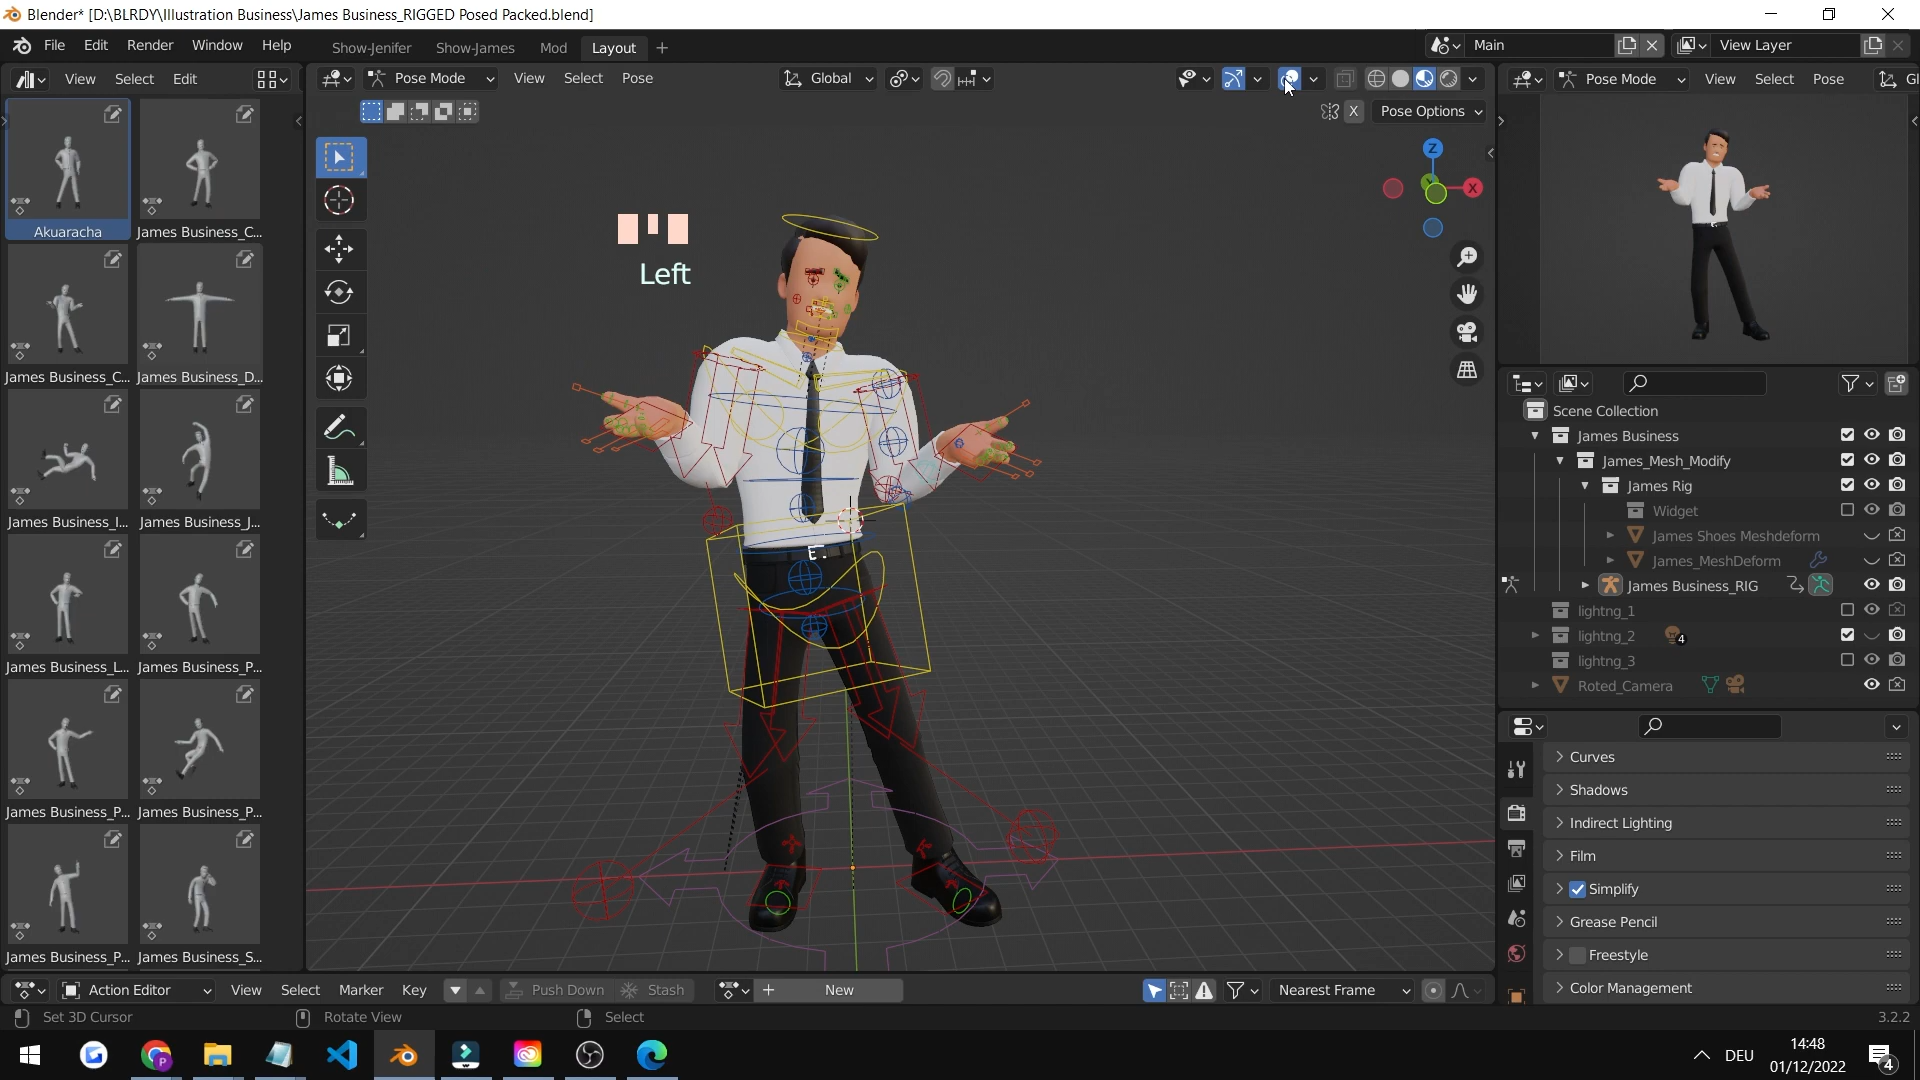 Blender* [D:\BLRDY\Illustration Business\James Business_RIGGED Posed Packed.blend]
File Edit Render Window Help
Show-Jenifer Show-James Mod Layout
Main
View Layer
View Select Edit
Pose Mode View Select Pose
Global
Pose Mode View Select Pose Gl
X Pose Options
Z
Y
X
Left
Akuaracha
James Business_C...
James Business_C...
James Business_D...
James Business_I...
James Business_J...
James Business_L...
James Business_P...
James Business_P...
James Business_P...
James Business_P...
James Business_S...
Scene Collection
James Business
James_Mesh_Modify
James Rig
Widget
James Shoes Meshdeform
James_MeshDeform
James Business_RIG
lightng_1
lightng_2
4
lightng_3
Roted_Camera
Curves
Shadows
Indirect Lighting
Film
Simplify
Grease Pencil
Freestyle
Color Management
Action Editor View Select Marker Key Push Down Stash New Nearest Frame
Set 3D Cursor Rotate View Select
3.2.2
DEU
14:48
01/12/2022
4